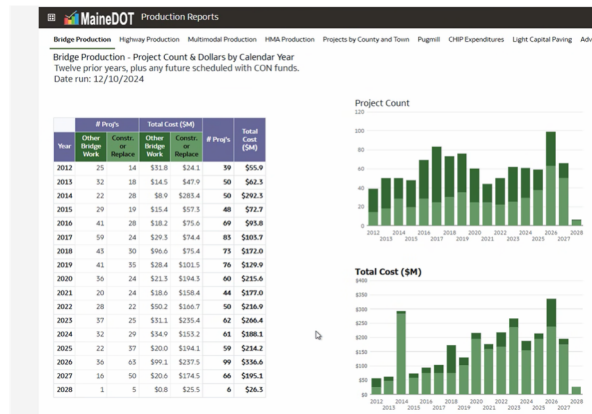 MaineDOT Production Reports
Bridge Production Highway Production Multimodal Production HMA Production Projects by County and Town Pugmill CHIP Expenditures Light Capital Paving Adv
Bridge Production - Project Count & Dollars by Calendar Year
Twelve prior years, plus any future scheduled with CON funds.
Date run: 12/10/2024
# Proj's Total Cost ($M)
Year Other Bridge Work Constr. or Replace Other Bridge Work Constr. or Replace # Proj's Total Cost ($M)
2012 25 14 $31.8 $24.1 39 $55.9
2013 32 18 $14.5 $47.9 50 $62.3
2014 22 28 $8.9 $283.4 50 $292.3
2015 29 19 $15.4 $57.3 48 $72.7
2016 41 28 $18.2 $75.6 69 $93.8
2017 59 24 $29.3 $74.4 83 $103.7
2018 43 30 $96.6 $75.4 73 $172.0
2019 41 35 $28.4 $101.5 76 $129.9
2020 36 24 $21.3 $194.3 60 $215.6
2021 20 24 $18.6 $158.4 44 $177.0
2022 28 22 $50.2 $166.7 50 $216.9
2023 37 25 $31.1 $235.4 62 $266.4
2024 32 29 $34.9 $153.2 61 $188.1
2025 22 37 $20.0 $194.1 59 $214.2
2026 36 63 $99.1 $237.5 99 $336.6
2027 16 50 $20.6 $174.5 66 $195.1
2028 1 5 $0.8 $25.5 6 $26.3
Project Count
120
100
80
60
40
20
0
2012 2014 2016 2018 2020 2022 2024 2026 2028
2013 2015 2017 2019 2021 2023 2025 2027
Total Cost ($M)
$400
$350
$300
$250
$200
$150
$100
$50
$0
2012 2014 2016 2018 2020 2022 2024 2026 2028
2013 2015 2017 2019 2021 2023 2025 2027